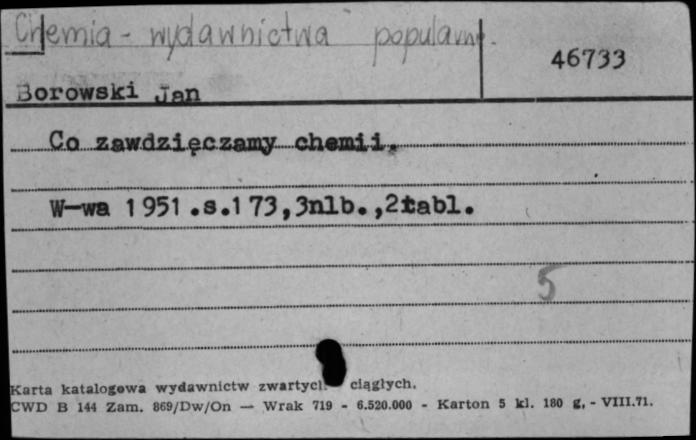 Chemia - wydawnictwa popularne.
46733
Borowski Jan
Co zawdzięczamy chemii.
W-wa 1951.s.173,3nlb.,2tabl.
5
Karta katalogowa wydawnictw zwartych ciągłych.
CWD B 144 Zam. 869/Dw/On — Wrak 719 - 6.520.000 - Karton 5 kl. 180 g. - VIII.71.